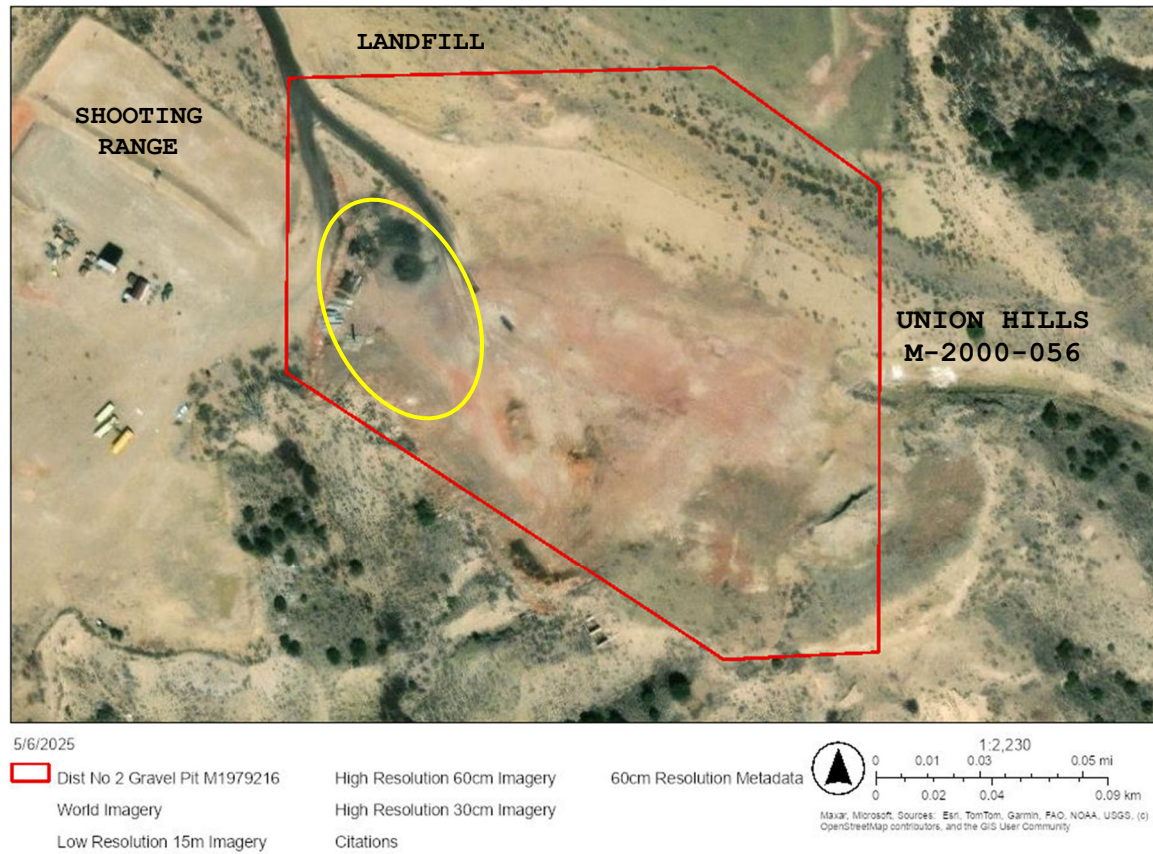 LANDFILL
SHOOTING
RANGE
UNION HILLS
M-2000-056
5/6/2025
Dist No 2 Gravel Pit M1979216
World Imagery
Low Resolution 15m Imagery
High Resolution 60cm Imagery
High Resolution 30cm Imagery
Citations
60cm Resolution Metadata
1:2,230
0 0.01 0.03 0.05 mi
0 0.02 0.04 0.09 km
Maxar, Microsoft, Sources: Esri, TomTom, Garmin, FAO, NOAA, USGS, (c)
OpenStreetMap contributors, and the GIS User Community